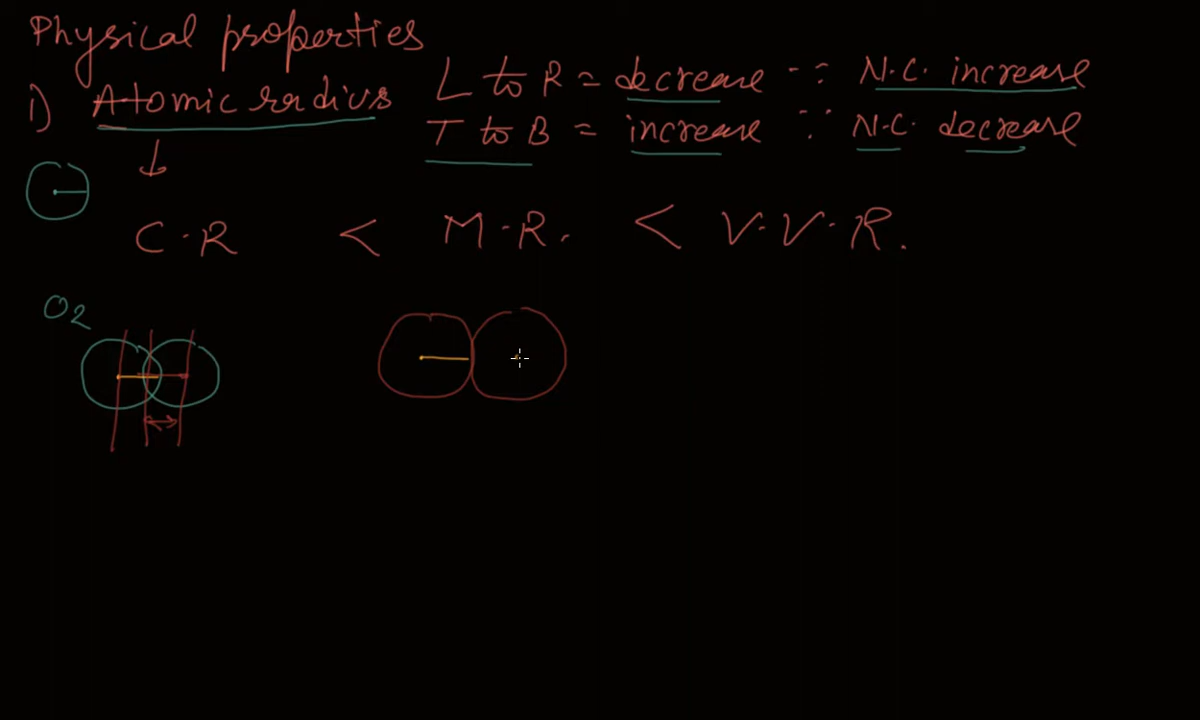 Physical properties
1) Atomic radius L to R = decrease ∵ N.C. increase
T to B = increase ∵ N.C. decrease
↓
C.R < M.R. < V.V.R.
O2